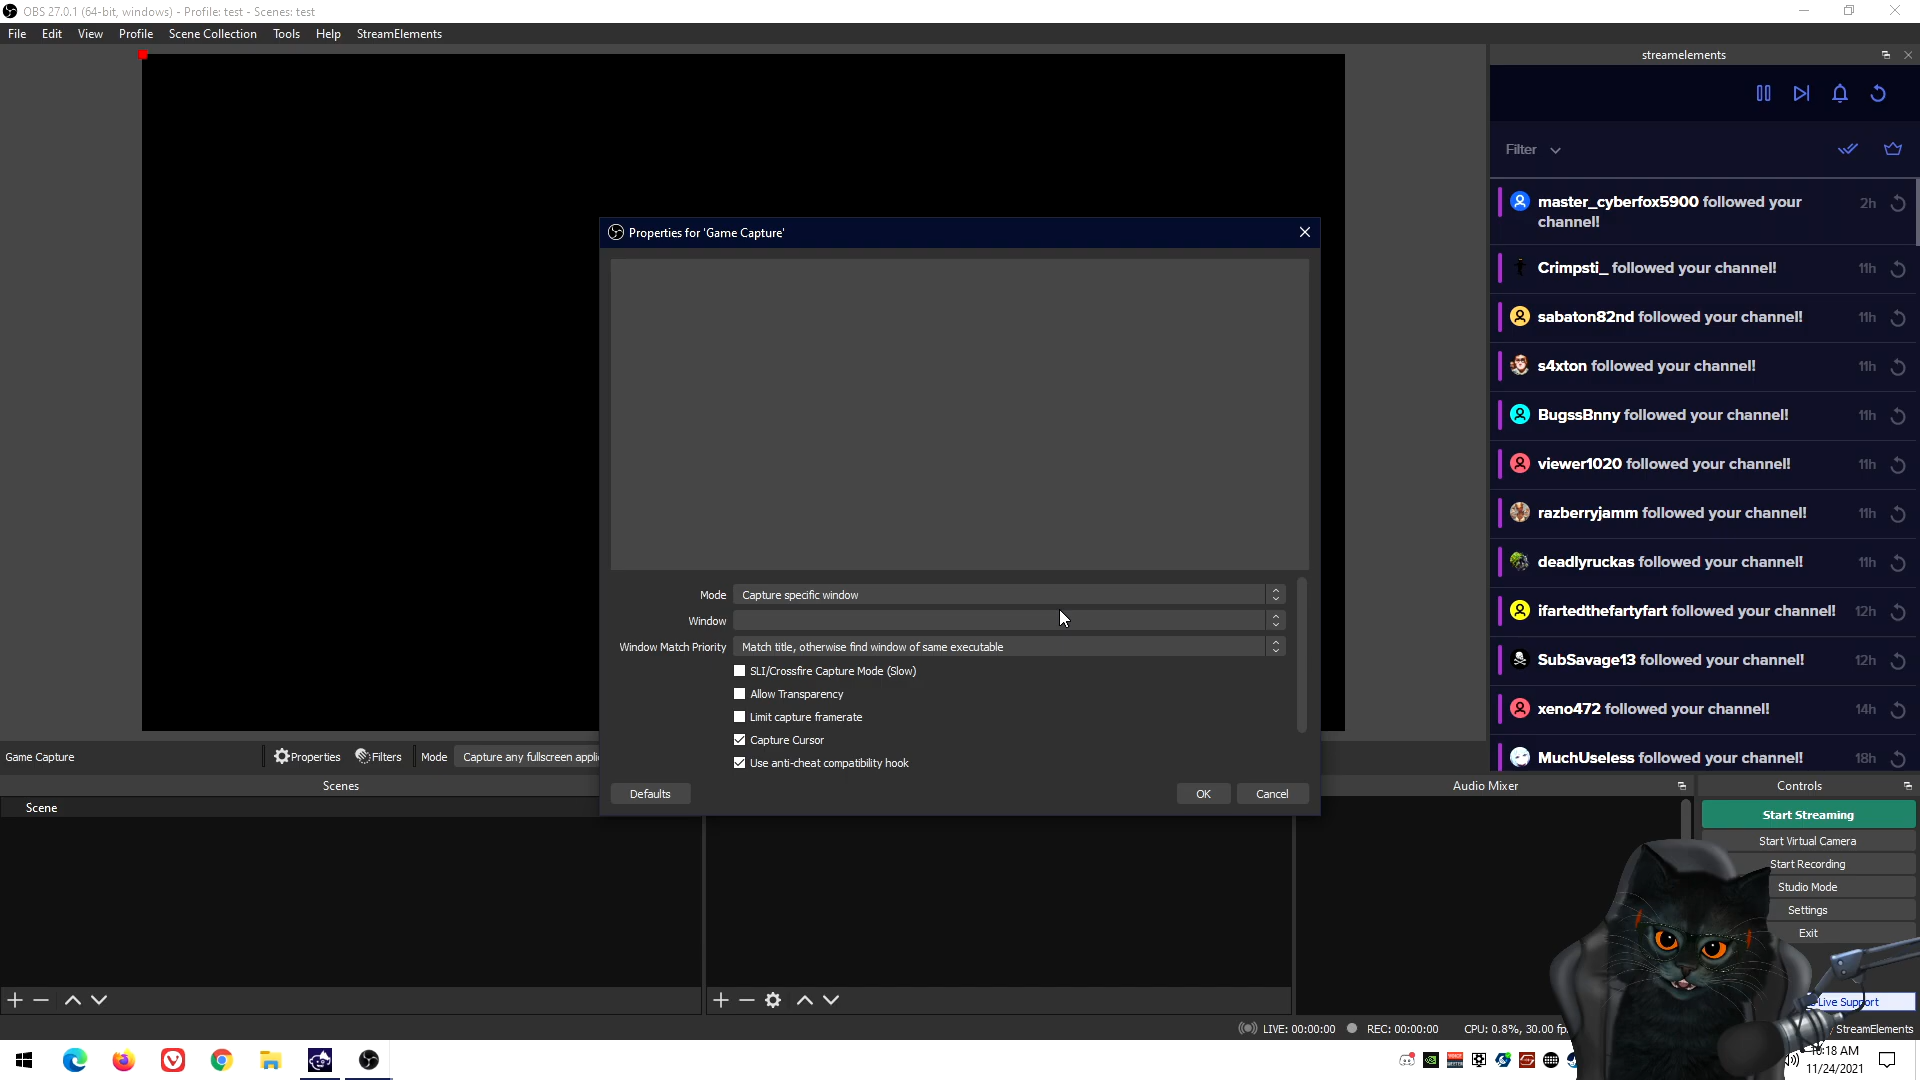 OBS 27.0.1 (64-bit, windows) - Profile: test - Scenes: test
File Edit View Profile Scene Collection Tools Help StreamElements
streamelements
Filter
master_cyberfox5900 followed your channel! 2h
Crimpsti_ followed your channel! 11h
sabaton82nd followed your channel! 11h
s4xton followed your channel! 11h
BugssBnny followed your channel! 11h
viewer1020 followed your channel! 11h
razberryjamm followed your channel! 11h
deadlyruckas followed your channel! 11h
ifartedthefartyfart followed your channel! 12h
SubSavage13 followed your channel! 12h
xeno472 followed your channel! 14h
MuchUseless followed your channel! 18h
Properties for 'Game Capture'
Mode Capture specific window
Window
Window Match Priority Match title, otherwise find window of same executable
SLI/Crossfire Capture Mode (Slow)
Allow Transparency
Limit capture framerate
Capture Cursor
Use anti-cheat compatibility hook
Defaults OK Cancel
Game Capture Properties Filters Mode Capture any fullscreen appli
Scenes Audio Mixer Controls
Scene
Start Streaming
Start Virtual Camera
Start Recording
Studio Mode
Settings
Exit
Live Support
LIVE: 00:00:00 REC: 00:00:00 CPU: 0.8%, 30.00 fp StreamElements
:18 AM
11/24/2021